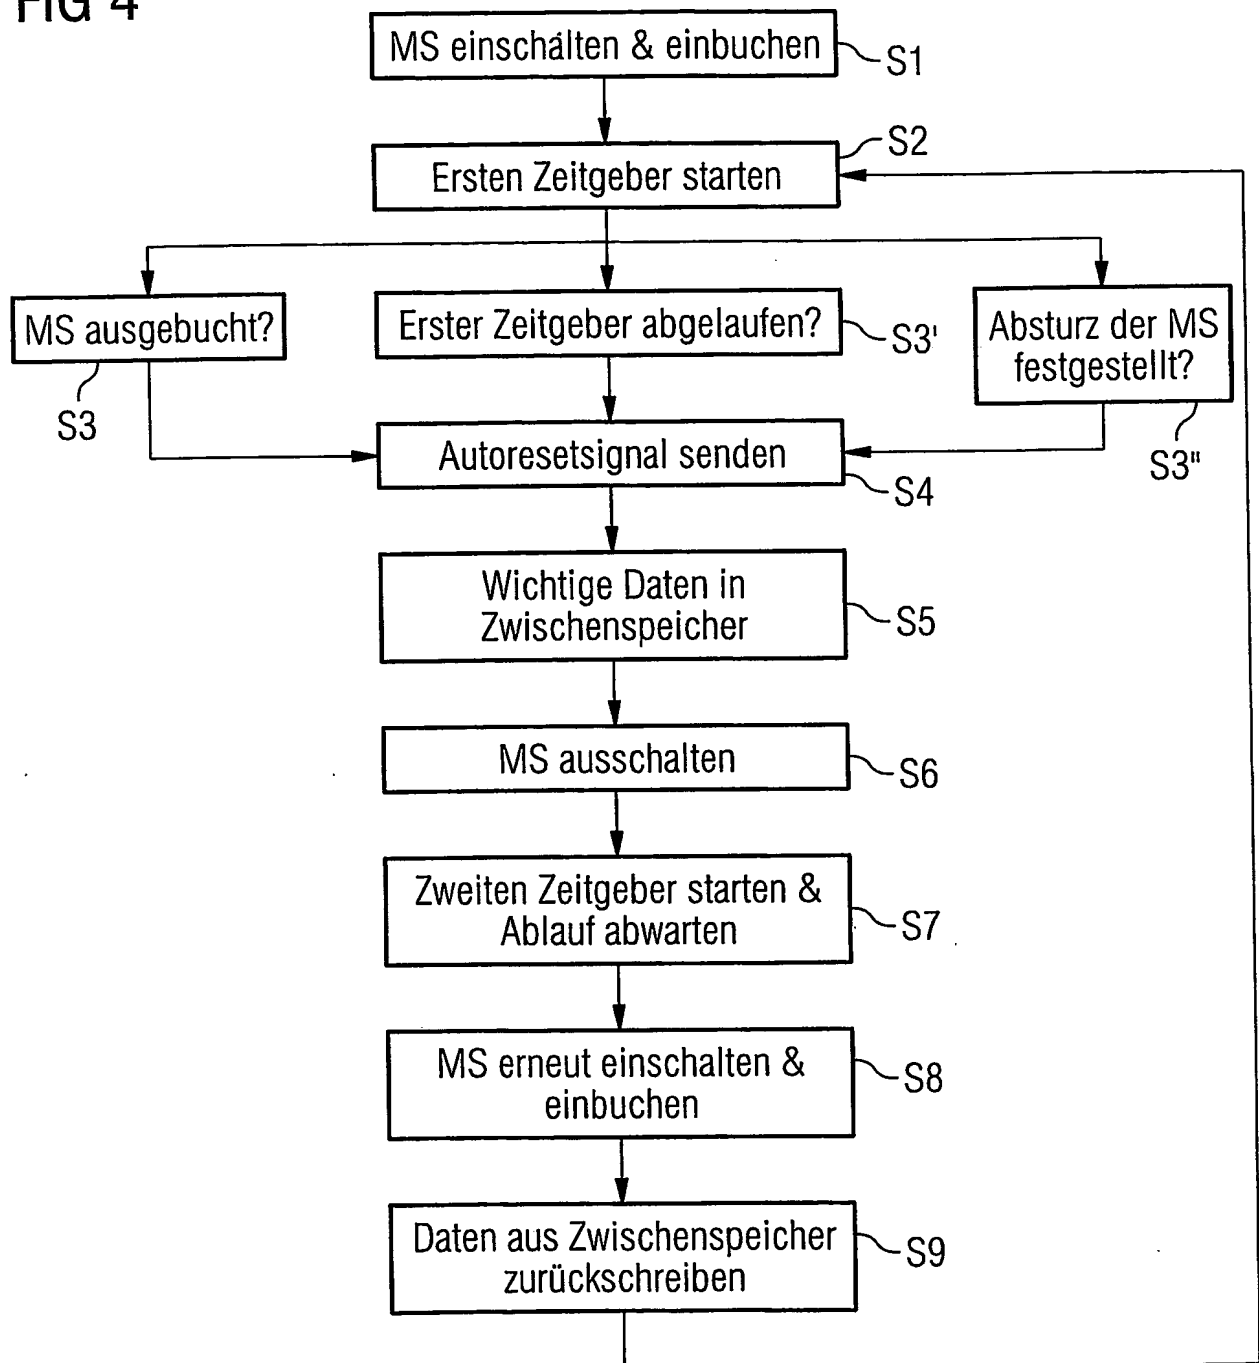 FIG 4
MS einschalten & einbuchen
S1
S2
Ersten Zeitgeber starten
MS ausgebucht?
S3
Erster Zeitgeber abgelaufen?
S3'
Absturz der MS
festgestellt?
S3"
Autoresetsignal senden
S4
Wichtige Daten in
Zwischenspeicher
S5
MS ausschalten
S6
Zweiten Zeitgeber starten &
Ablauf abwarten
S7
MS erneut einschalten &
einbuchen
S8
Daten aus Zwischenspeicher
zurückschreiben
S9